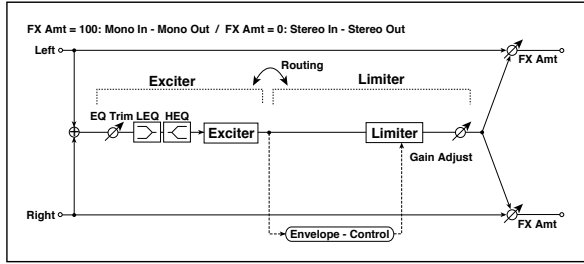 FX Amt = 100: Mono In - Mono Out / FX Amt = 0: Stereo In - Stereo Out
Left
FX Amt
Routing
Exciter
Limiter
EQ Trim LEQ HEQ
Exciter
Limiter
Gain Adjust
Right
FX Amt
Envelope - Control